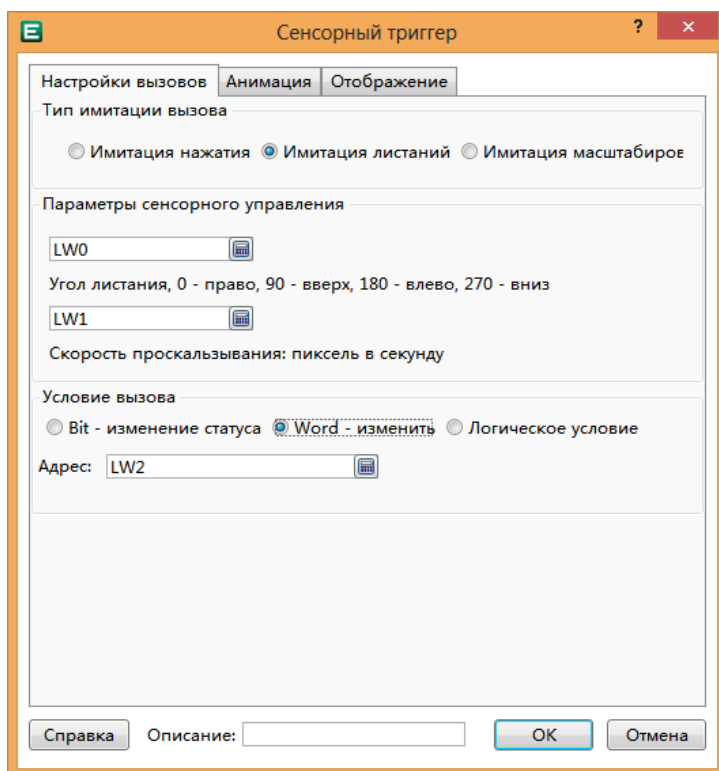 E Сенсорный триггер ? ×
Настройки вызовов Анимация Отображение
Тип имитации вызова
Имитация нажатия Имитация листаний Имитация масштабиров
Параметры сенсорного управления
LW0
Угол листания, 0 - право, 90 - вверх, 180 - влево, 270 - вниз
LW1
Скорость проскальзывания: пиксель в секунду
Условие вызова
Bit - изменение статуса Word - изменить Логическое условие
Адрес: LW2
Справка Описание: OK Отмена